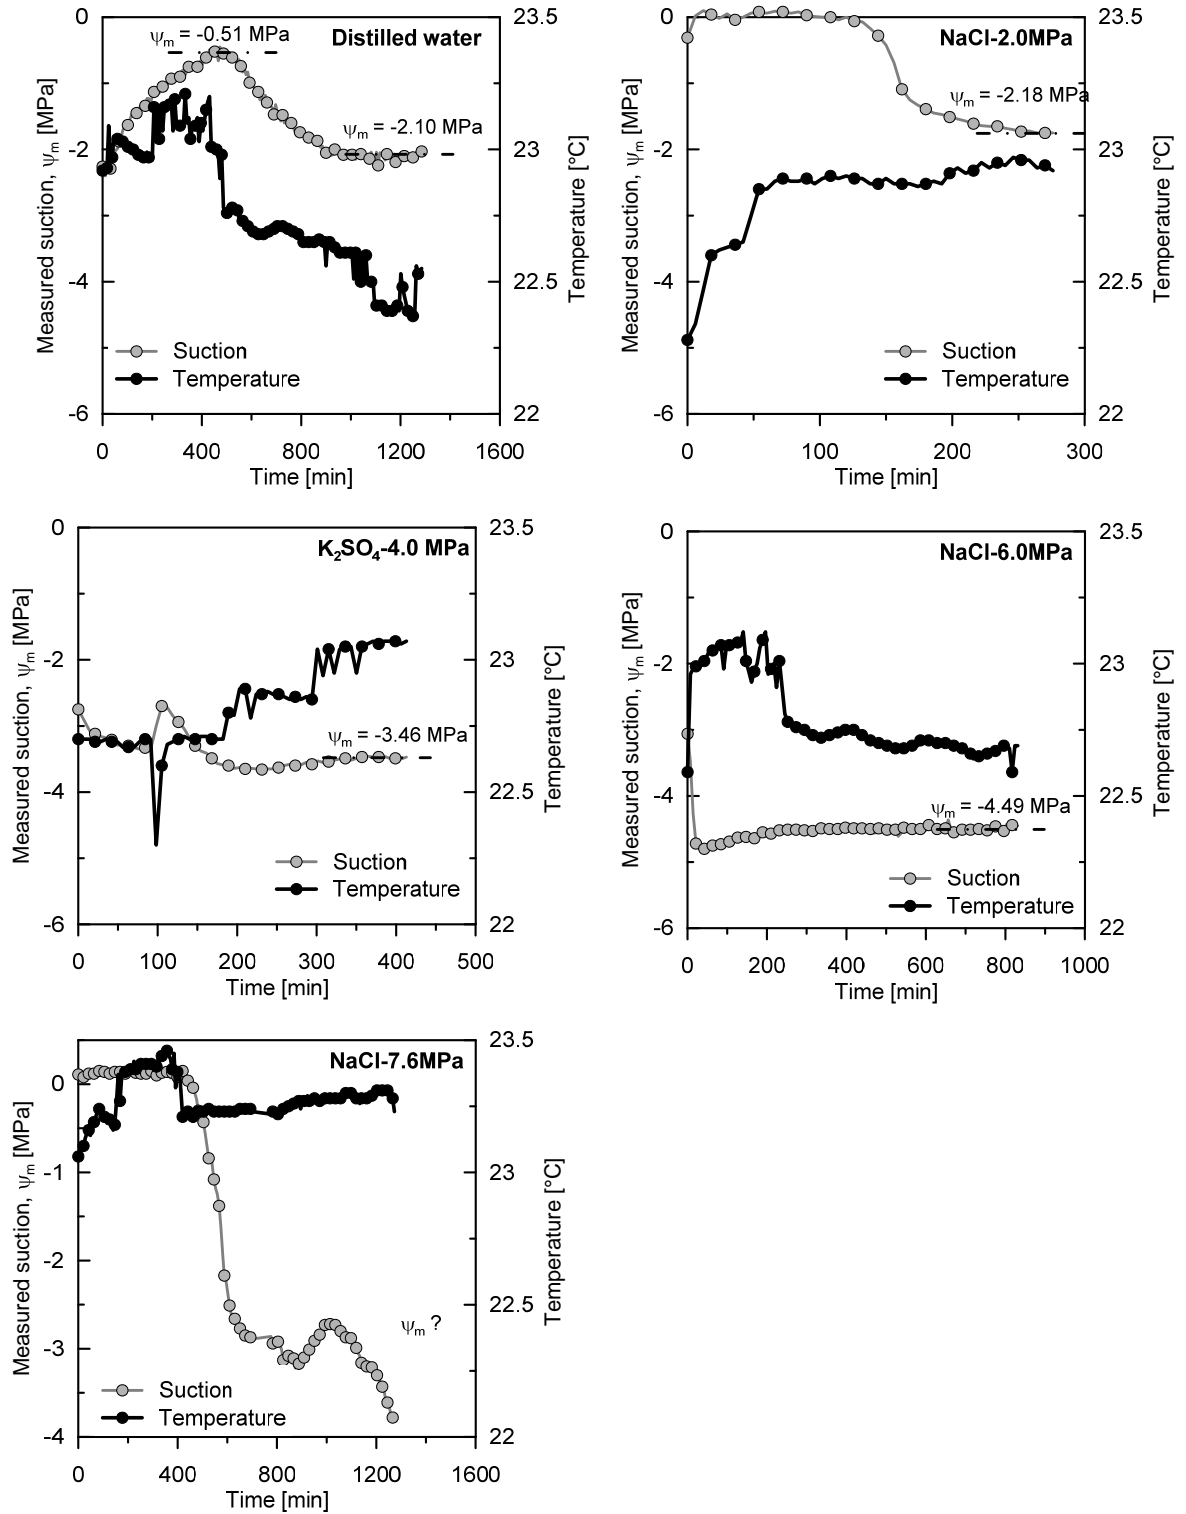 0
23.5
ψm = -0.51 MPa
Distilled water
ψm = -2.10 MPa
-2
23
-4
22.5
Suction
Temperature
-6
22
0 400 800 1200 1600
Time [min]
Measured suction, ψm [MPa]
Temperature [°C]
0
23.5
NaCl-2.0MPa
ψm = -2.18 MPa
-2
23
-4
22.5
Suction
Temperature
-6
22
0 100 200 300
Time [min]
Measured suction, ψm [MPa]
Temperature [°C]
0
23.5
K₂SO₄-4.0 MPa
-2
23
ψm = -3.46 MPa
-4
22.5
Suction
Temperature
-6
22
0 100 200 300 400 500
Time [min]
Measured suction, ψm [MPa]
Temperature [°C]
0
23.5
NaCl-6.0MPa
-2
23
-4
22.5
ψm = -4.49 MPa
Suction
Temperature
-6
22
0 200 400 600 800 1000
Time [min]
Measured suction, ψm [MPa]
Temperature [°C]
23.5
NaCl-7.6MPa
0
-1
23
-2
22.5
ψm ?
-3
Suction
Temperature
-4
22
0 400 800 1200 1600
Time [min]
Measured suction, ψm [MPa]
Temperature [°C]